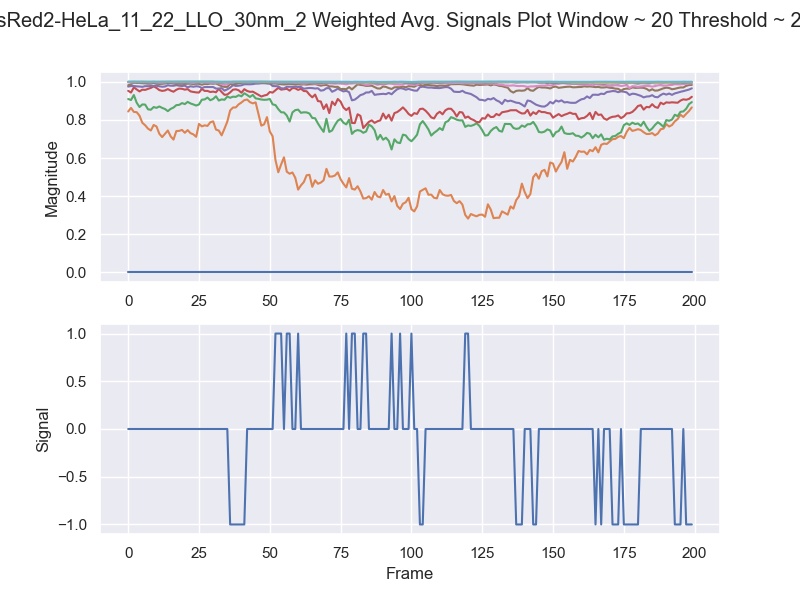 sRed2-HeLa_11_22_LLO_30nm_2 Weighted Avg. Signals Plot Window ~ 20 Threshold ~ 2
1.0
0.8
0.6
0.4
0.2
0.0
Magnitude
0 25 50 75 100 125 150 175 200
1.0
0.5
0.0
−0.5
−1.0
Signal
0 25 50 75 100 125 150 175 200
Frame